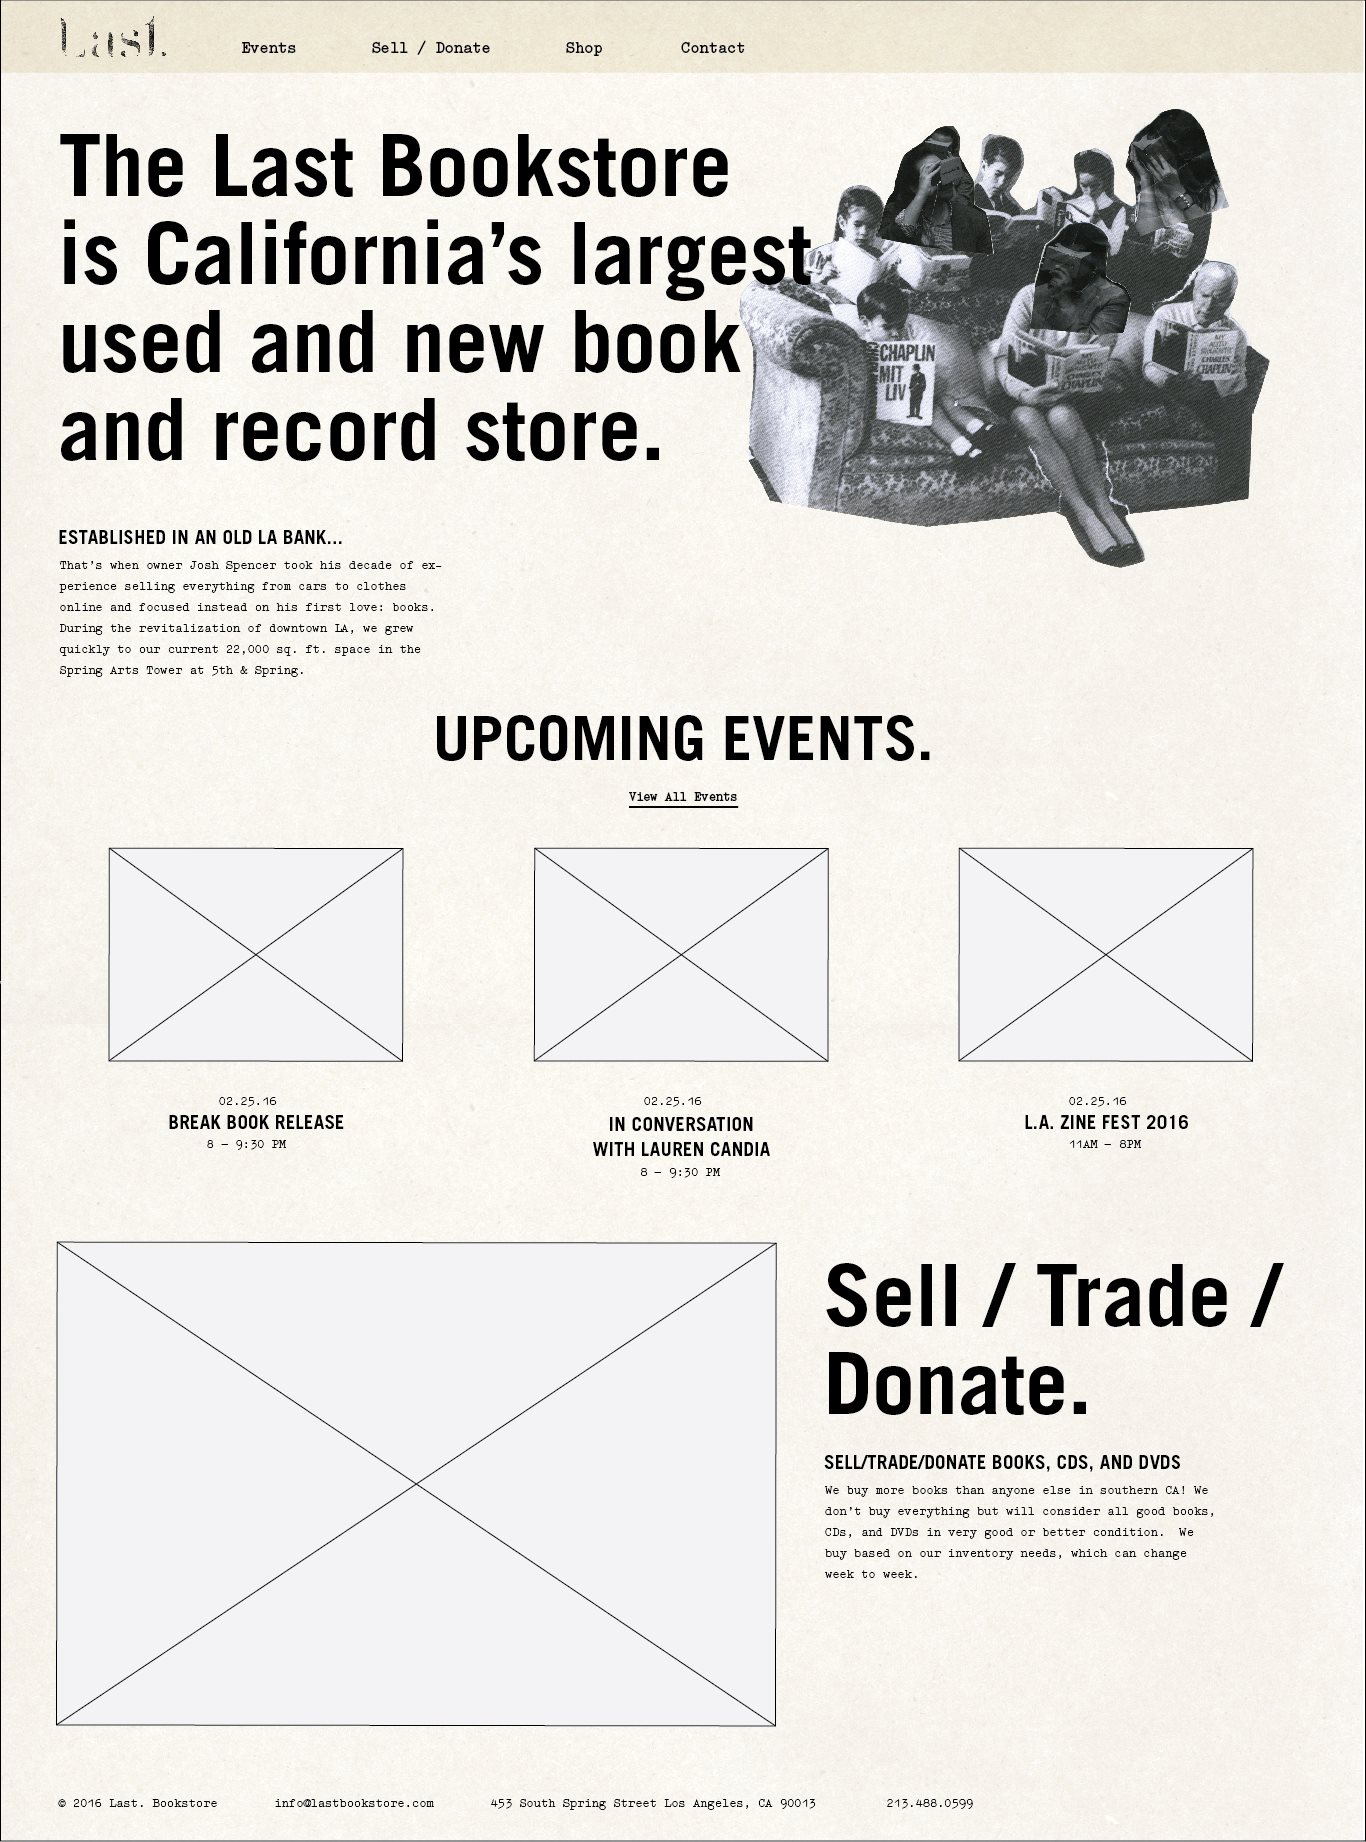 Last.
Events Sell / Donate Shop Contact
The Last Bookstore
is California's largest
used and new book
and record store.
CHAPLIN
MIT
LIV
ESTABLISHED IN AN OLD LA BANK...
That's when owner Josh Spencer took his decade of ex-
perience selling everything from cars to clothes
online and focused instead on his first love: books.
During the revitalization of downtown LA, we grew
quickly to our current 22,000 sq. ft. space in the
Spring Arts Tower at 5th & Spring.
UPCOMING EVENTS.
View All Events
02.25.16
BREAK BOOK RELEASE
8 – 9:30 PM
02.25.16
IN CONVERSATION
WITH LAUREN CANDIA
8 – 9:30 PM
02.25.16
L.A. ZINE FEST 2016
11AM – 8PM
Sell / Trade /
Donate.
SELL/TRADE/DONATE BOOKS, CDS, AND DVDS
We buy more books than anyone else in southern CA! We
don't buy everything but will consider all good books,
CDs, and DVDs in very good or better condition.  We
buy based on our inventory needs, which can change
week to week.
© 2016 Last. Bookstore info@lastbookstore.com 453 South Spring Street Los Angeles, CA 90013 213.488.0599